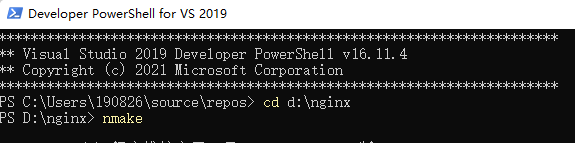 Developer PowerShell for VS 2019
**********************************************************************
** Visual Studio 2019 Developer PowerShell v16.11.4
** Copyright (c) 2021 Microsoft Corporation
**********************************************************************
PS C:\Users\190826\source\repos> cd d:\nginx
PS D:\nginx> nmake